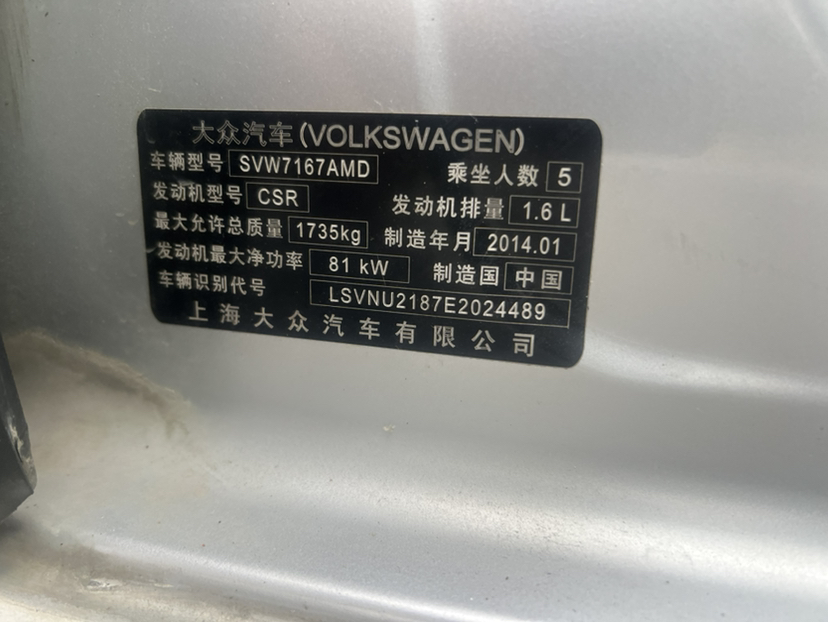 大众汽车(VOLKSWAGEN)
车辆型号 SVW7167AMD 乘坐人数 5
发动机型号 CSR 发动机排量 1.6 L
最大允许总质量 1735kg 制造年月 2014.01
发动机最大净功率 81 kW 制造国 中国
车辆识别代号 LSVNU2187E2024489
上海大众汽车有限公司